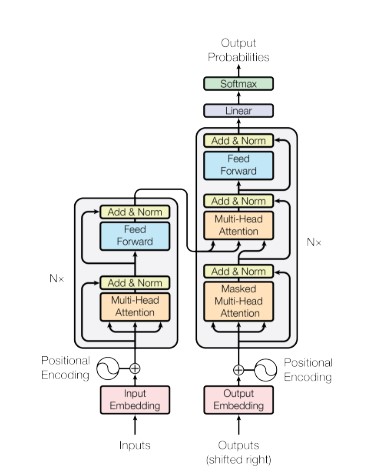 Output
Probabilities
Softmax
Linear
Add & Norm
Feed
Forward
Add & Norm
Multi-Head
Attention
Add & Norm
Masked
Multi-Head
Attention
N×
Add & Norm
Feed
Forward
N×
Add & Norm
Multi-Head
Attention
Positional
Encoding
Positional
Encoding
Input
Embedding
Output
Embedding
Inputs
Outputs
(shifted right)